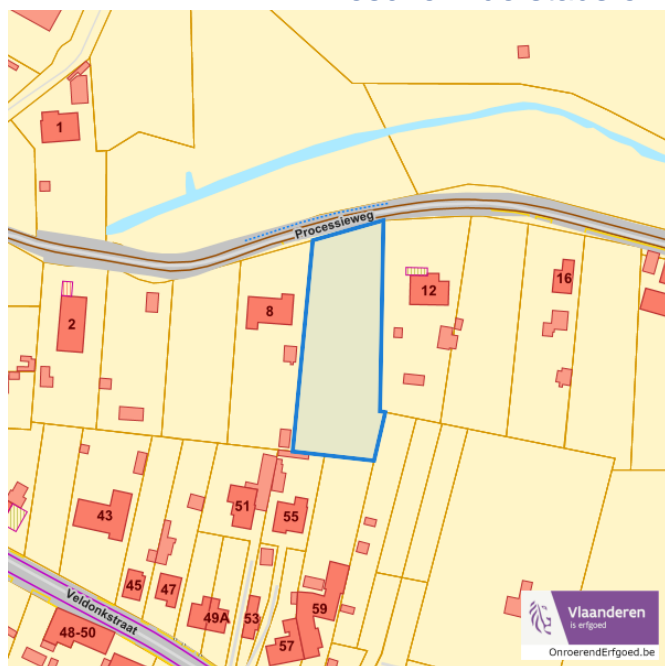 1
Processieweg
2
8
12
16
43
51
55
45
47
49A
53
59
57
48-50
Veldonkstraat
Vlaanderen
is erfgoed
OnroerendErfgoed.be